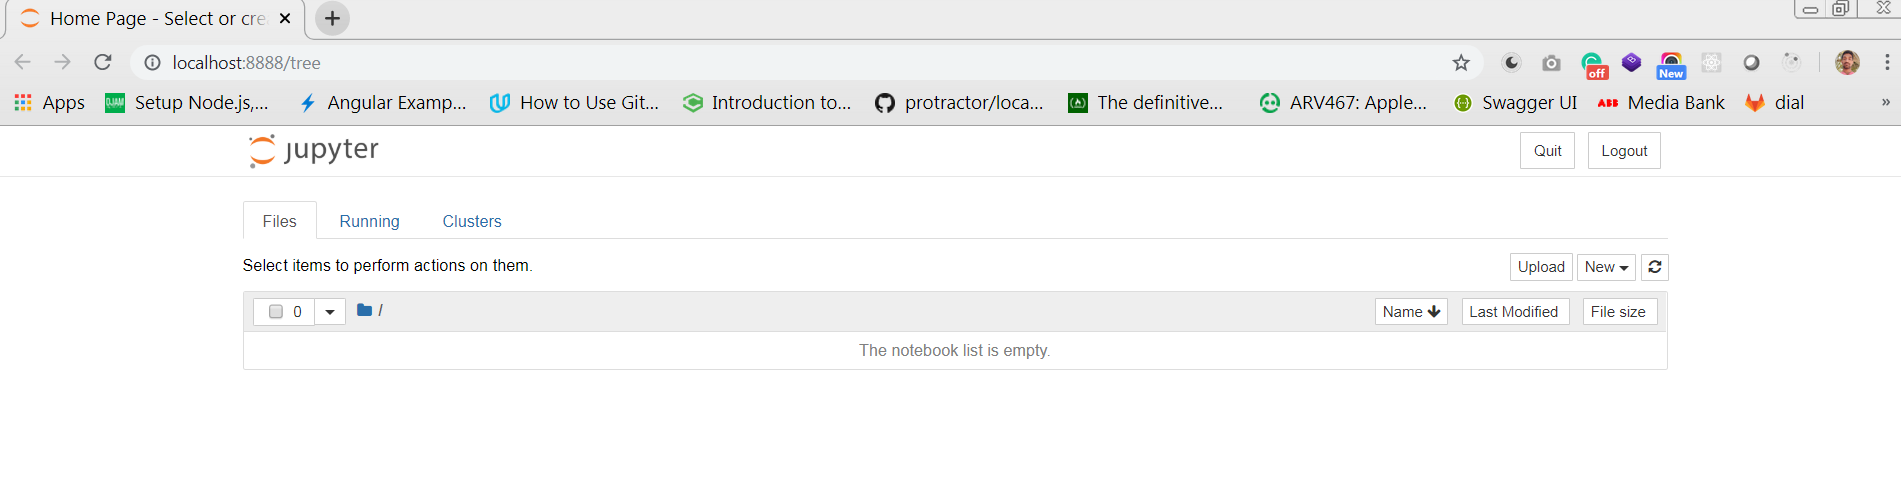 Home Page - Select or cre
localhost:8888/tree
off
New
Apps
DJAM
Setup Node.js,...
Angular Examp...
How to Use Git...
Introduction to...
protractor/loca...
The definitive...
ARV467: Apple...
Swagger UI
ABB
Media Bank
dial
»
jupyter
Quit
Logout
Files
Running
Clusters
Select items to perform actions on them.
Upload
New
0
/
Name
Last Modified
File size
The notebook list is empty.